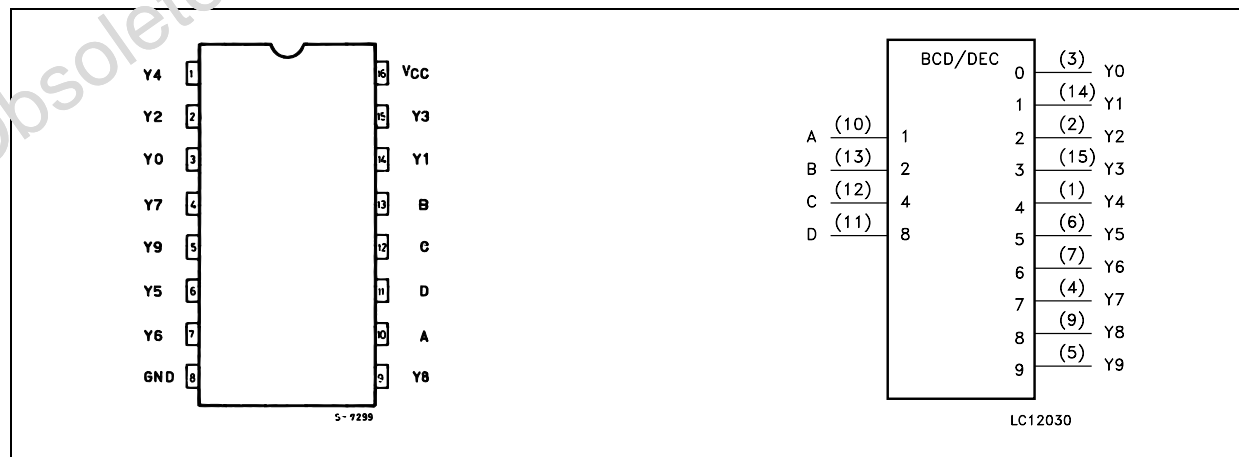 obsolete
Y4 1 16 VCC
Y2 2 15 Y3
Y0 3 14 Y1
Y7 4 13 B
Y9 5 12 C
Y5 6 11 D
Y6 7 10 A
GND 8 9 Y8
S-7299
BCD/DEC
0 (3) Y0
1 (14) Y1
A (10) 1 2 (2) Y2
B (13) 2 3 (15) Y3
C (12) 4 4 (1) Y4
D (11) 8 5 (6) Y5
6 (7) Y6
7 (4) Y7
8 (9) Y8
9 (5) Y9
LC12030